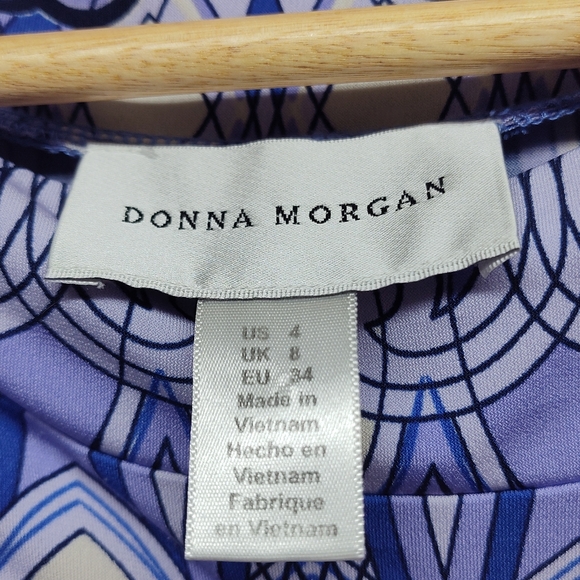 DONNA MORGAN
US 4
UK 8
EU 34
Made in
Vietnam
Hecho en
Vietnam
Fabrique
en Vietnam